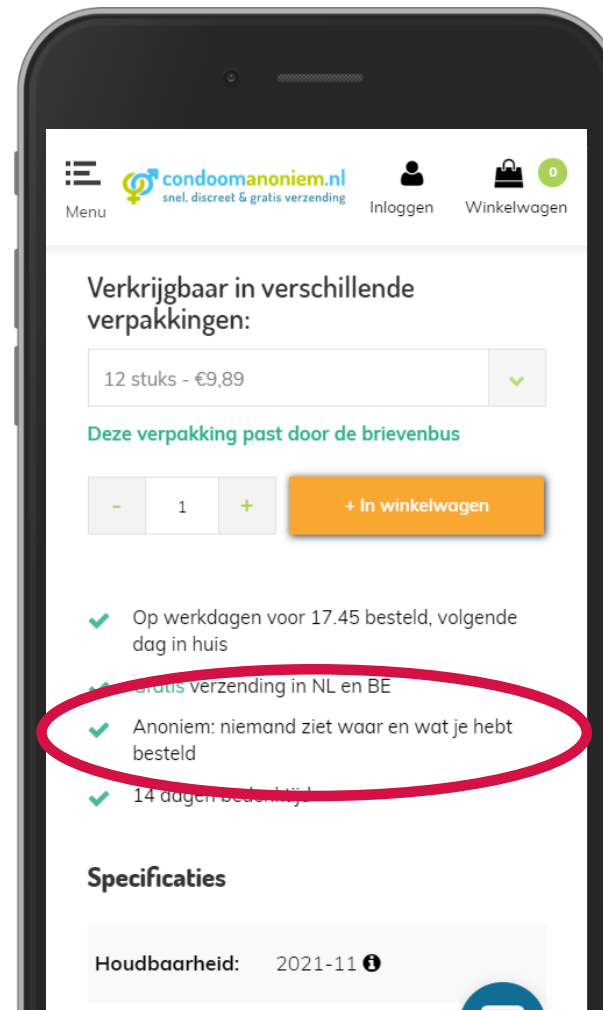 condoomanoniem.nl
snel, discreet & gratis verzending
Menu
Inloggen
0
Winkelwagen
Verkrijgbaar in verschillende
verpakkingen:
12 stuks - €9,89
Deze verpakking past door de brievenbus
- 1 +
+ In winkelwagen
Op werkdagen voor 17.45 besteld, volgende
dag in huis
Gratis verzending in NL en BE
Anoniem: niemand ziet waar en wat je hebt
besteld
14 dagen bedenktijd
Specificaties
Houdbaarheid: 2021-11